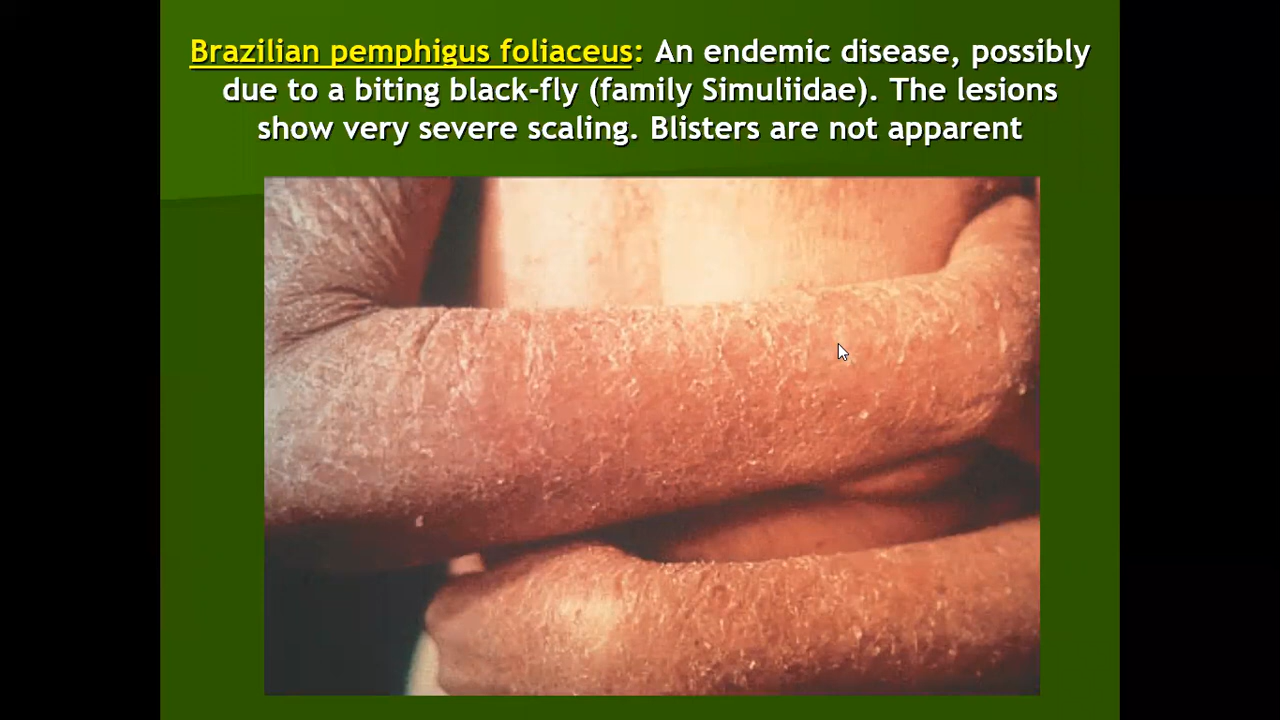 Brazilian pemphigus foliaceus: An endemic disease, possibly
due to a biting black-fly (family Simuliidae). The lesions
show very severe scaling. Blisters are not apparent